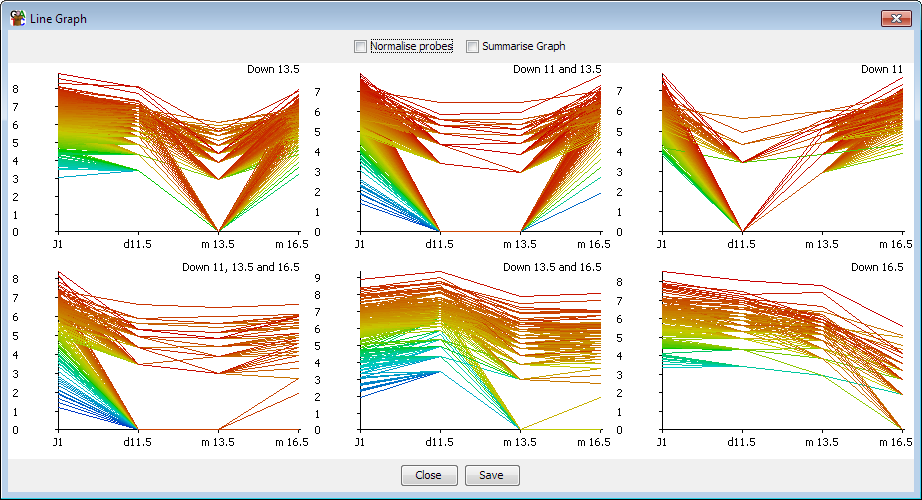 Line Graph
Normalise probes Summarise Graph
Down 13.5 Down 11 and 13.5 Down 11
8 7 6 5 4 3 2 1 0
7 6 5 4 3 2 1 0
8 7 6 5 4 3 2 1 0
J1 d11.5 m 13.5 m 16.5 J1 d11.5 m 13.5 m 16.5 J1 d11.5 m 13.5 m 16.5
Down 11, 13.5 and 16.5 Down 13.5 and 16.5 Down 16.5
8 7 6 5 4 3 2 1 0
9 8 7 6 5 4 3 2 1 0
8 7 6 5 4 3 2 1 0
J1 d11.5 m 13.5 m 16.5 J1 d11.5 m 13.5 m 16.5 J1 d11.5 m 13.5 m 16.5
Close Save